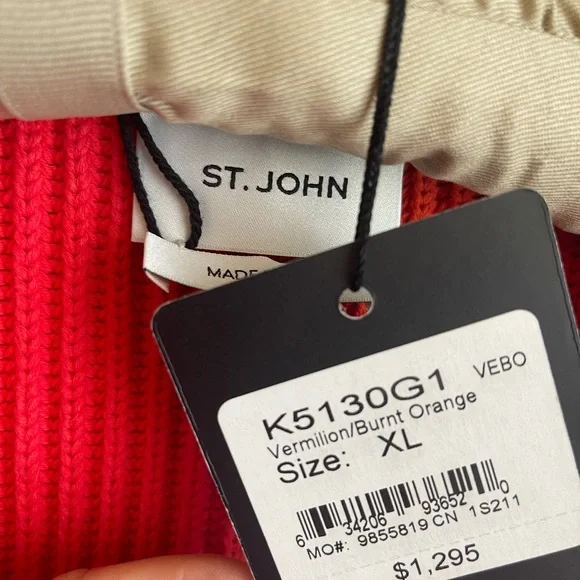 ST. JOHN
MADE
K5130G1 VEBO
Vermilion/Burnt Orange
Size: XL
6 34206 93652 0
MO#: 9855819 CN 1S211
$1,295